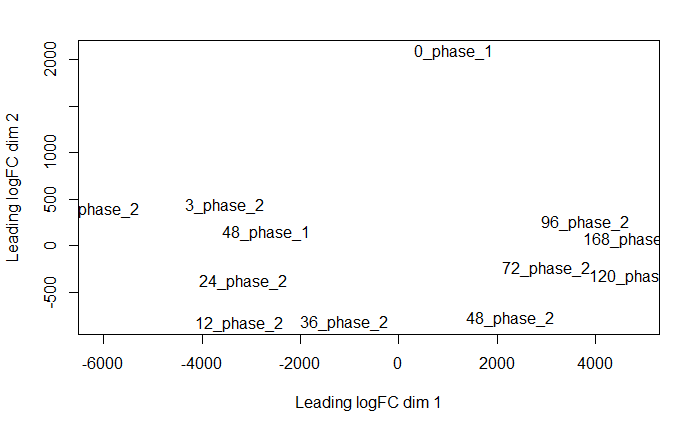 2000
1000
500
0
-500
Leading logFC dim 2
0_phase_1
phase_2
3_phase_2
48_phase_1
96_phase_2
168_phase
24_phase_2
72_phase_2
120_phas
12_phase_2
36_phase_2
48_phase_2
-6000 -4000 -2000 0 2000 4000
Leading logFC dim 1